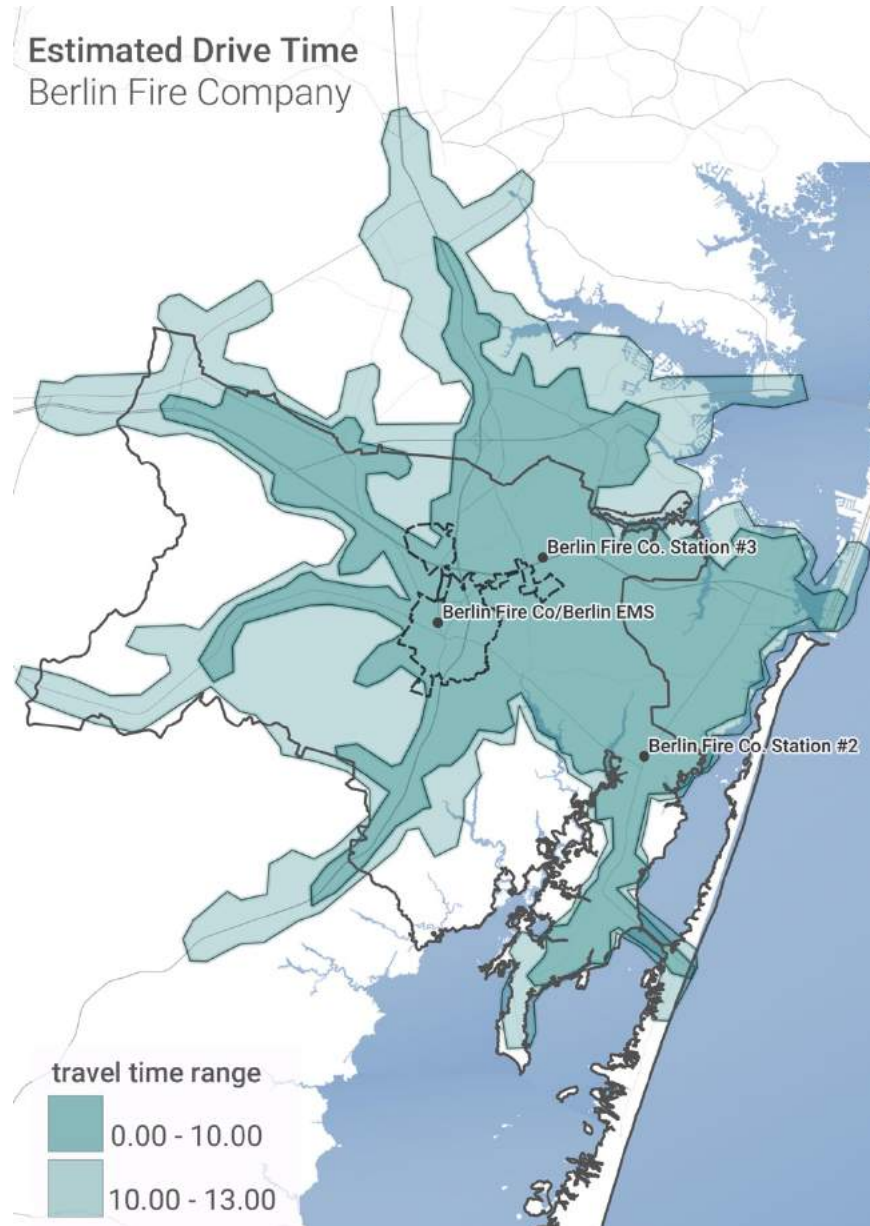 Estimated Drive Time
Berlin Fire Company
Berlin Fire Co. Station #3
Berlin Fire Co/Berlin EMS
Berlin Fire Co. Station #2
travel time range
0.00 - 10.00
10.00 - 13.00